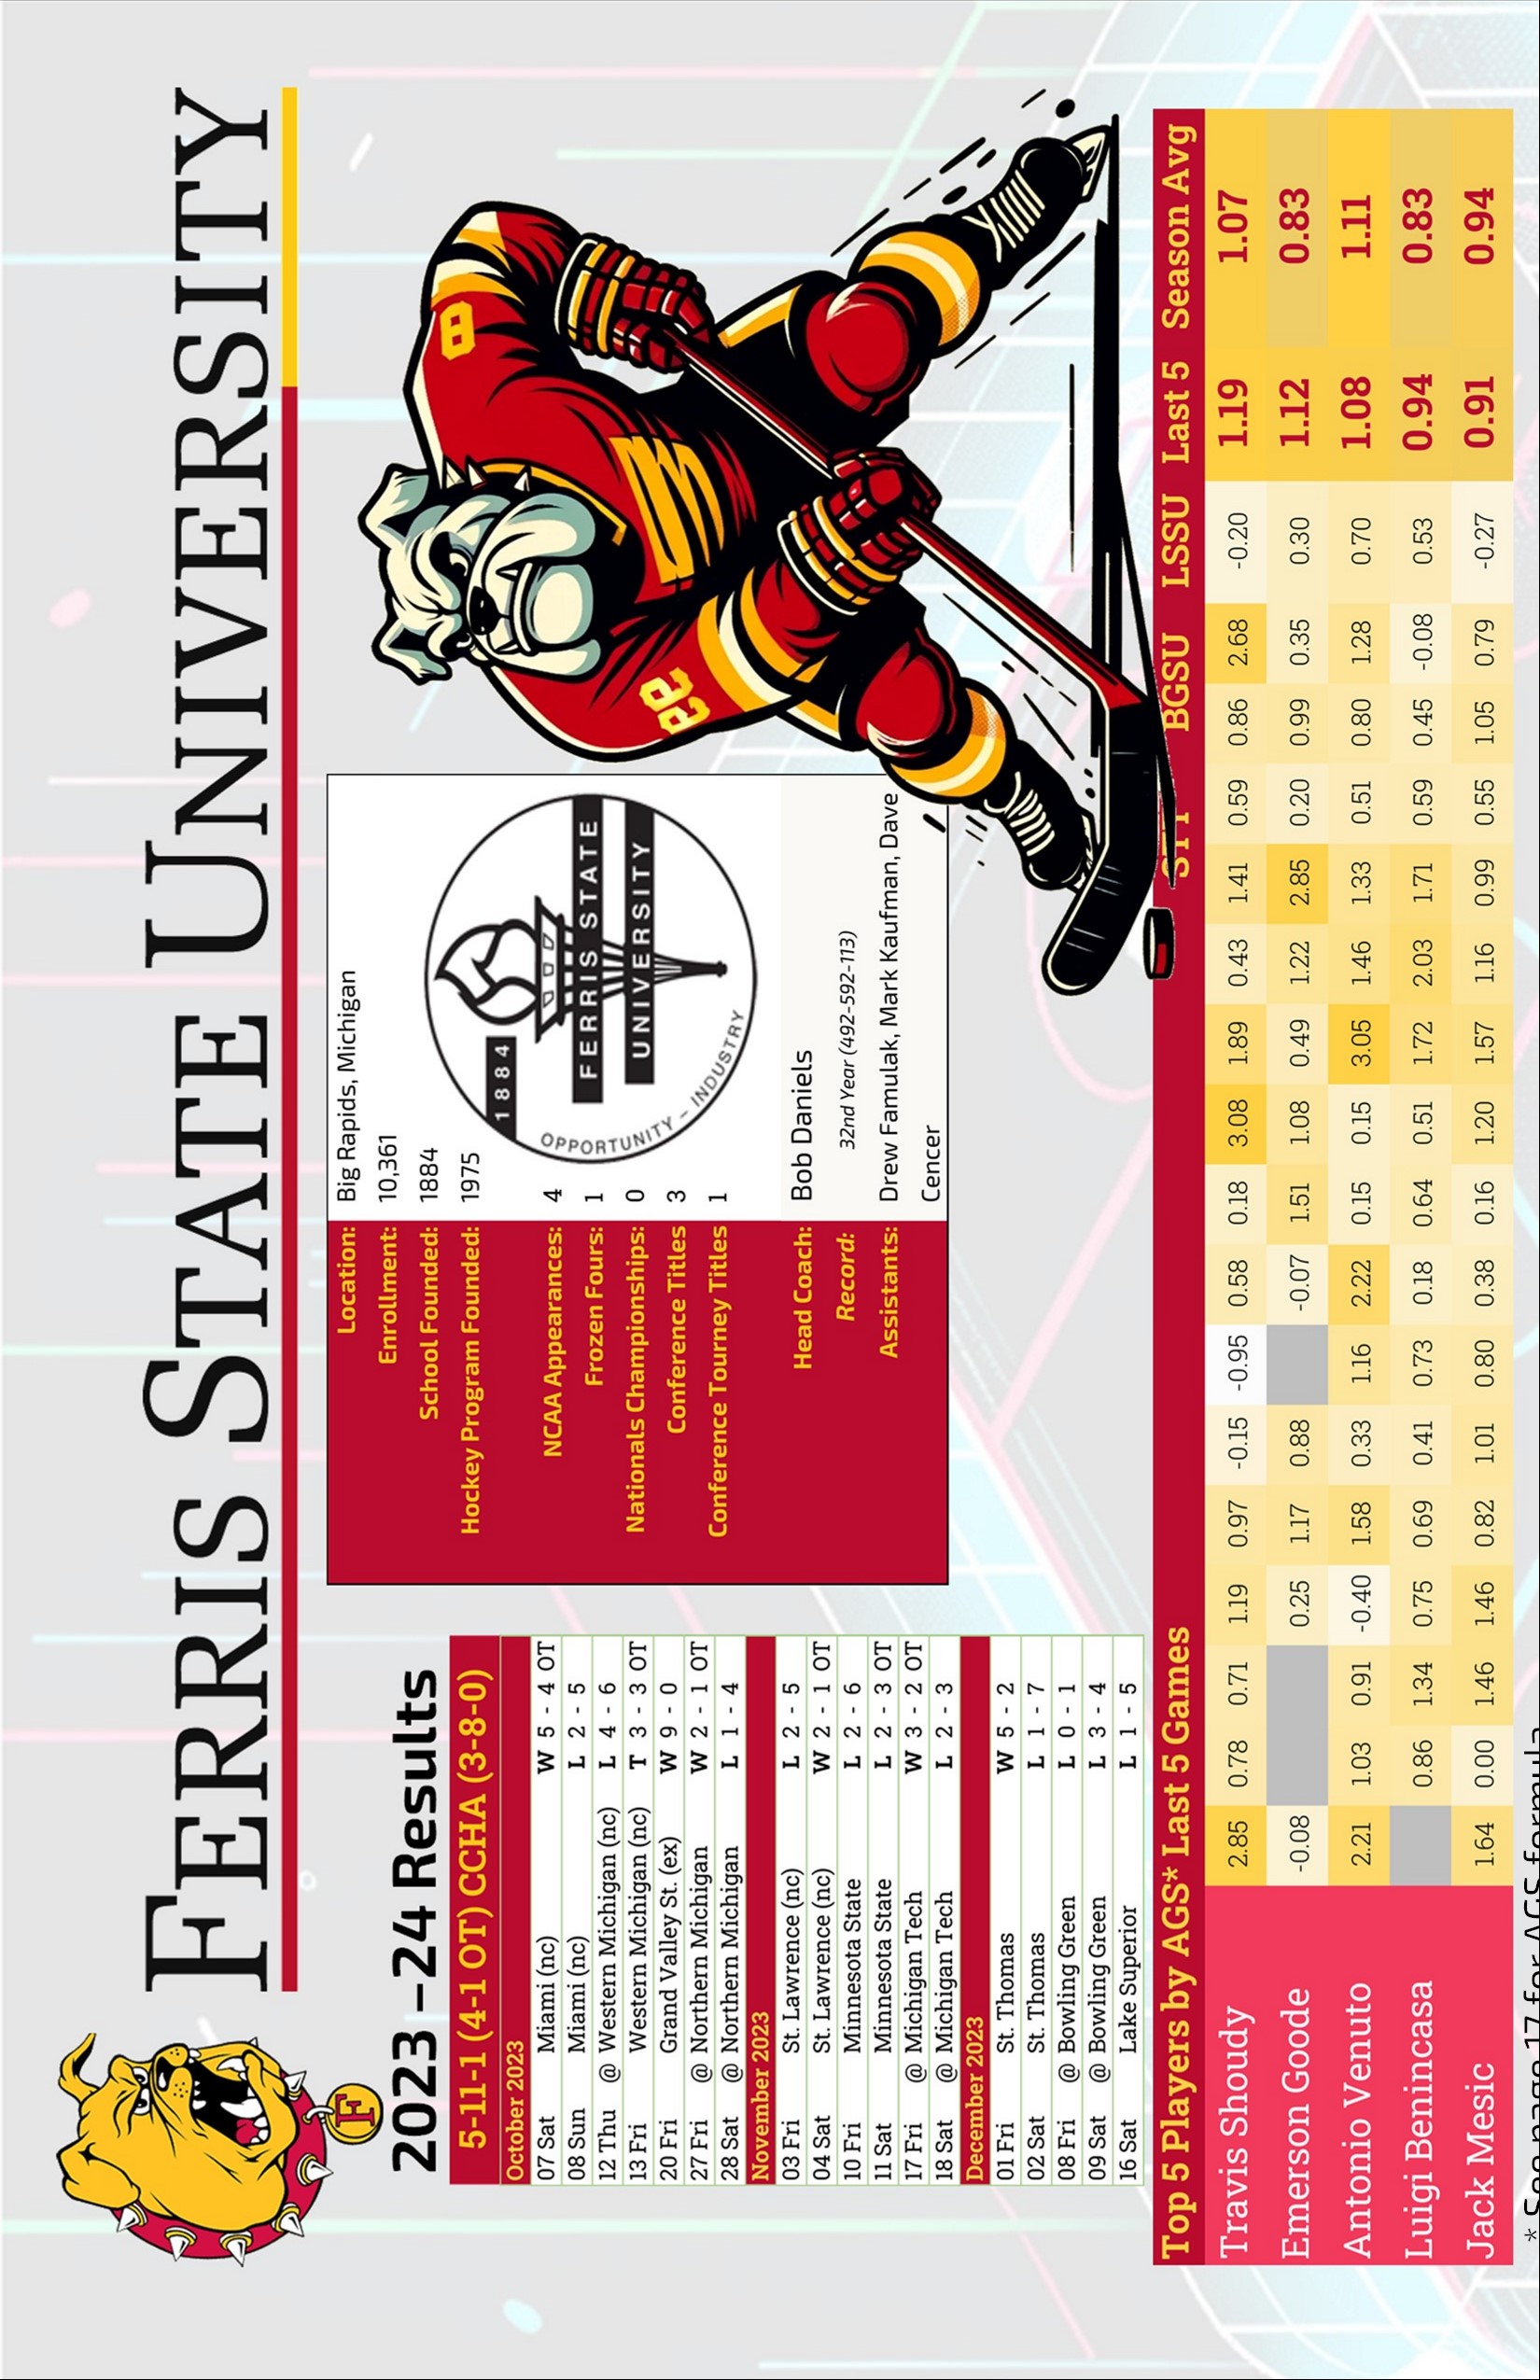 FERRIS STATE UNIVERSITY
F
2023 –24 Results
5-11-1 (4-1 OT) CCHA (3-8-0)
October 2023
07 Sat Miami (nc) W 5 - 4 OT
08 Sun Miami (nc) L 2 - 5
12 Thu @ Western Michigan (nc) L 4 - 6
13 Fri Western Michigan (nc) T 3 - 3 OT
20 Fri Grand Valley St. (ex) W 9 - 0
27 Fri @ Northern Michigan W 2 - 1 OT
28 Sat @ Northern Michigan L 1 - 4
November 2023
03 Fri St. Lawrence (nc) L 2 - 5
04 Sat St. Lawrence (nc) W 2 - 1 OT
10 Fri Minnesota State L 2 - 6
11 Sat Minnesota State L 2 - 3 OT
17 Fri @ Michigan Tech W 3 - 2 OT
18 Sat @ Michigan Tech L 2 - 3
December 2023
01 Fri St. Thomas W 5 - 2
02 Sat St. Thomas L 1 - 7
08 Fri @ Bowling Green L 0 - 1
09 Sat @ Bowling Green L 3 - 4
16 Sat Lake Superior L 1 - 5
Location: Big Rapids, Michigan
Enrollment: 10,361
School Founded: 1884
Hockey Program Founded: 1975
NCAA Appearances: 4
Frozen Fours: 1
Nationals Championships: 0
Conference Titles 3
Conference Tourney Titles 1
Head Coach: Bob Daniels
Record: 32nd Year (492-592-113)
Assistants: Drew Famulak, Mark Kaufman, Dave
Cencer
1884
FERRIS STATE
UNIVERSITY
OPPORTUNITY – INDUSTRY
8
Top 5 Players by AGS* Last 5 Games BGSU LSSU Last 5 Season Avg
Travis Shoudy 2.85 0.78 0.71 1.19 0.97 -0.15 -0.95 0.58 0.18 3.08 1.89 0.43 1.41 0.59 0.86 2.68 -0.20 1.19 1.07
Emerson Goode -0.08 0.25 1.17 0.88 -0.07 1.51 1.08 0.49 1.22 2.85 0.20 0.99 0.35 0.30 1.12 0.83
Antonio Venuto 2.21 1.03 0.91 -0.40 1.58 0.33 1.16 2.22 0.15 0.15 3.05 1.46 1.33 0.51 0.80 1.28 0.70 1.08 1.11
Luigi Benincasa 0.86 1.34 0.75 0.69 0.41 0.73 0.18 0.64 0.51 1.72 2.03 1.71 0.59 0.45 -0.08 0.53 0.94 0.83
Jack Mesic 1.64 0.00 1.46 1.46 0.82 1.01 0.80 0.38 0.16 1.20 1.57 1.16 0.99 0.55 1.05 0.79 -0.27 0.91 0.94
* See page 17 for AGS formula